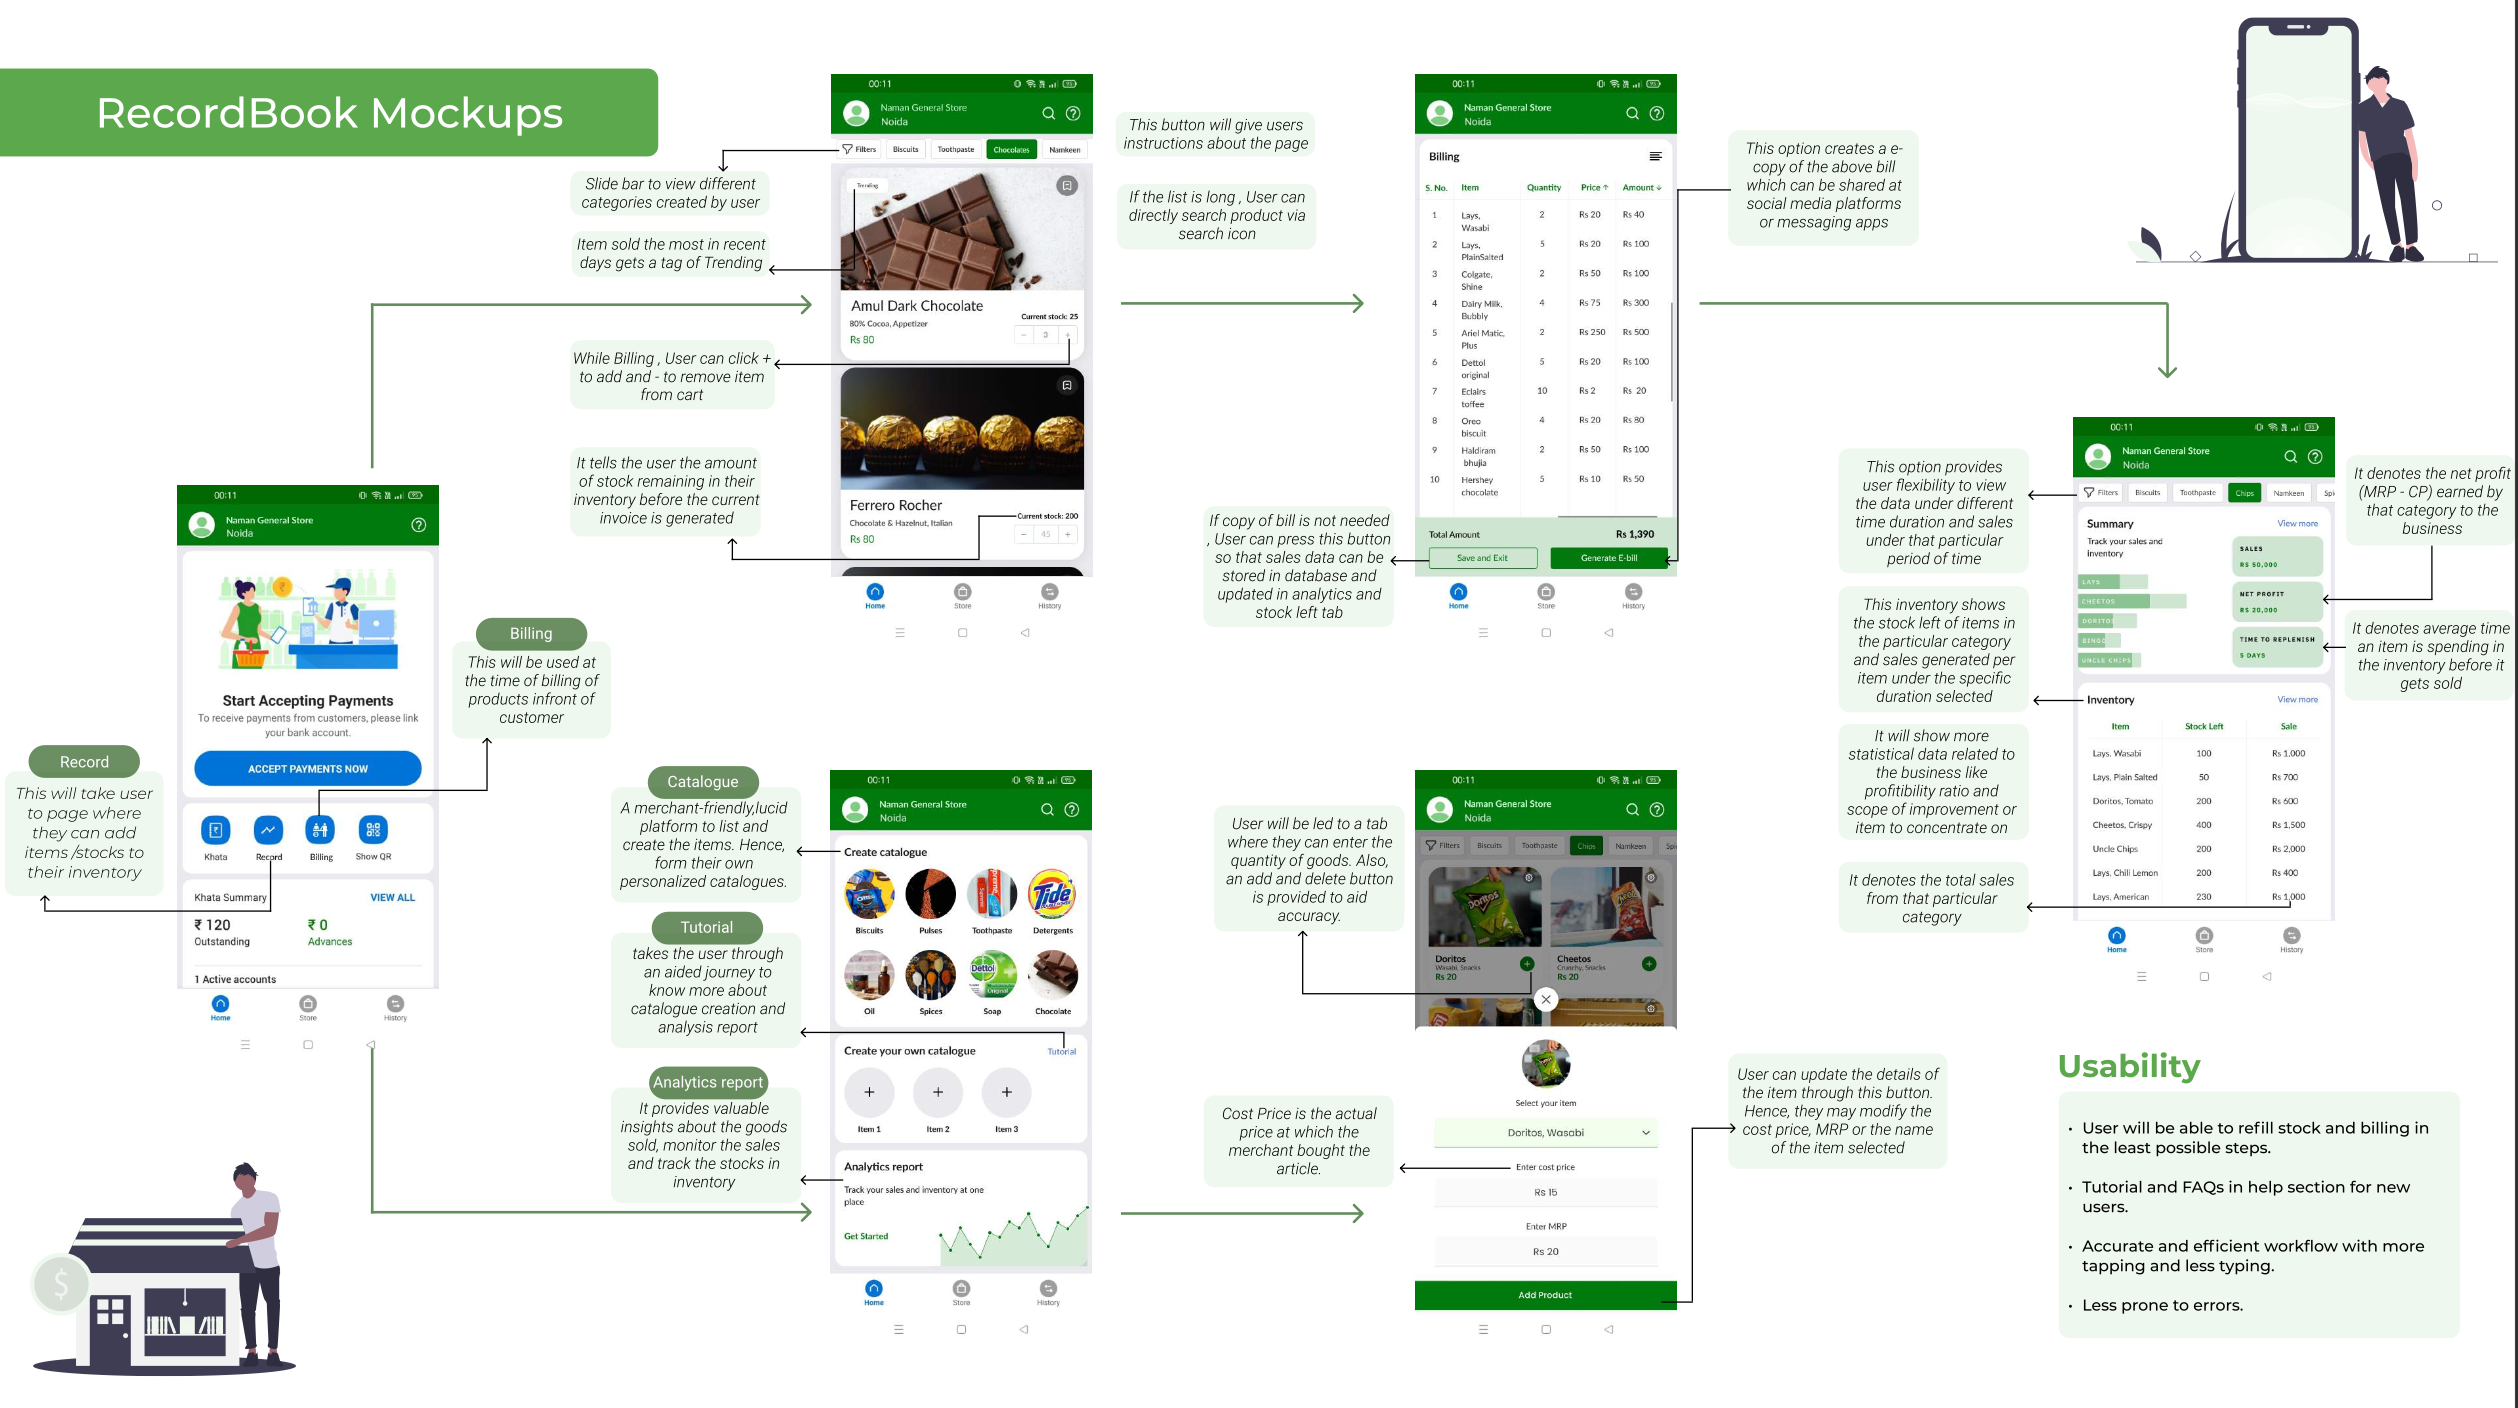 RecordBook Mockups
00:11
Naman General Store
Noida
Filters
Biscuits
Toothpaste
Chocolates
Namkeen
Trending
Amul Dark Chocolate
80% Cocoa, Appetizer
Rs 80
Current stock: 25
- 3 +
Ferrero Rocher
Chocolate & Hazelnut, Italian
Rs 80
Current stock: 200
- 45 +
Home
Store
History
Slide bar to view different
categories created by user
Item sold the most in recent
days gets a tag of Trending
While Billing , User can click +
to add and - to remove item
from cart
It tells the user the amount
of stock remaining in their
inventory before the current
invoice is generated
This button will give users
instructions about the page
If the list is long , User can
directly search product via
search icon
00:11
Naman General Store
Noida
Billing
S. No. Item Quantity Price ↑ Amount ↓
1 Lays, 2 Rs 20 Rs 40
Wasabi
2 Lays, 5 Rs 20 Rs 100
PlainSalted
3 Colgate, 2 Rs 50 Rs 100
Shine
4 Dairy Milk, 4 Rs 75 Rs 300
Bubbly
5 Ariel Matic, 2 Rs 250 Rs 500
Plus
6 Dettol 5 Rs 20 Rs 100
original
7 Eclairs 10 Rs 2 Rs 20
toffee
8 Oreo 4 Rs 20 Rs 80
biscuit
9 Haldiram 2 Rs 50 Rs 100
bhujia
10 Hershey 5 Rs 10 Rs 50
chocolate
Total Amount Rs 1,390
Save and Exit
Generate E-bill
Home
Store
History
This option creates a e-
copy of the above bill
which can be shared at
social media platforms
or messaging apps
If copy of bill is not needed
, User can press this button
so that sales data can be
stored in database and
updated in analytics and
stock left tab
00:11
Naman General Store
Noida
Start Accepting Payments
To receive payments from customers, please link
your bank account.
ACCEPT PAYMENTS NOW
Khata
Record
Billing
Show QR
Khata Summary
VIEW ALL
₹ 120
Outstanding
₹ 0
Advances
1 Active accounts
Home
Store
History
Billing
This will be used at
the time of billing of
products infront of
customer
Record
This will take user
to page where
they can add
items /stocks to
their inventory
Catalogue
A merchant-friendly,lucid
platform to list and
create the items. Hence,
form their own
personalized catalogues.
Tutorial
takes the user through
an aided journey to
know more about
catalogue creation and
analysis report
Analytics report
It provides valuable
insights about the goods
sold, monitor the sales
and track the stocks in
inventory
00:11
Naman General Store
Noida
Create catalogue
OREO
Supreme
Tide
Biscuits
Pulses
Toothpaste
Detergents
Dettol
Original
Oil
Spices
Soap
Chocolate
Create your own catalogue
Tutorial
+
+
+
Item 1
Item 2
Item 3
Analytics report
Track your sales and inventory at one
place
Get Started
Home
Store
History
00:11
Naman General Store
Noida
Filters
Biscuits
Toothpaste
Chips
Namkeen
Spi
Doritos
Cheetos
Doritos
Wasabi, Snacks
Rs 20
Cheetos
Crunchy, Snacks
Rs 20
Select your item
Doritos, Wasabi
Enter cost price
Rs 15
Enter MRP
Rs 20
Add Product
User will be led to a tab
where they can enter the
quantity of goods. Also,
an add and delete button
is provided to aid
accuracy.
Cost Price is the actual
price at which the
merchant bought the
article.
User can update the details of
the item through this button.
Hence, they may modify the
cost price, MRP or the name
of the item selected
00:11
Naman General Store
Noida
Filters
Biscuits
Toothpaste
Chips
Namkeen
Spi
Summary
View more
Track your sales and
inventory
LAYS
CHEETOS
DORITOS
BINGO
UNCLE CHIPS
SALES
RS 50,000
NET PROFIT
RS 20,000
TIME TO REPLENISH
5 DAYS
Inventory
View more
Item Stock Left Sale
Lays, Wasabi 100 Rs 1,000
Lays, Plain Salted 50 Rs 700
Doritos, Tomato 200 Rs 600
Cheetos, Crispy 400 Rs 1,500
Uncle Chips 200 Rs 2,000
Lays, Chili Lemon 200 Rs 400
Lays, American 230 Rs 1,000
Home
Store
History
This option provides
user flexibility to view
the data under different
time duration and sales
under that particular
period of time
This inventory shows
the stock left of items in
the particular category
and sales generated per
item under the specific
duration selected
It will show more
statistical data related to
the business like
profitibility ratio and
scope of improvement or
item to concentrate on
It denotes the total sales
from that particular
category
It denotes the net profit
(MRP - CP) earned by
that category to the
business
It denotes average time
an item is spending in
the inventory before it
gets sold
Usability
• User will be able to refill stock and billing in
the least possible steps.
• Tutorial and FAQs in help section for new
users.
• Accurate and efficient workflow with more
tapping and less typing.
• Less prone to errors.
$